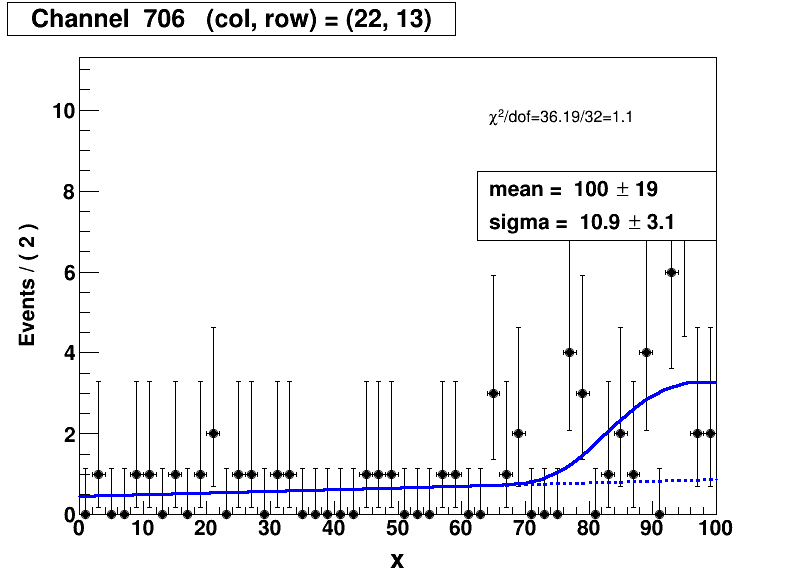 Channel 706 (col, row) = (22, 13)
Events / ( 2 )
10
8
6
4
2
0
χ²/dof=36.19/32=1.1
mean = 100 ± 19
sigma = 10.9 ± 3.1
0 10 20 30 40 50 60 70 80 90 100
x